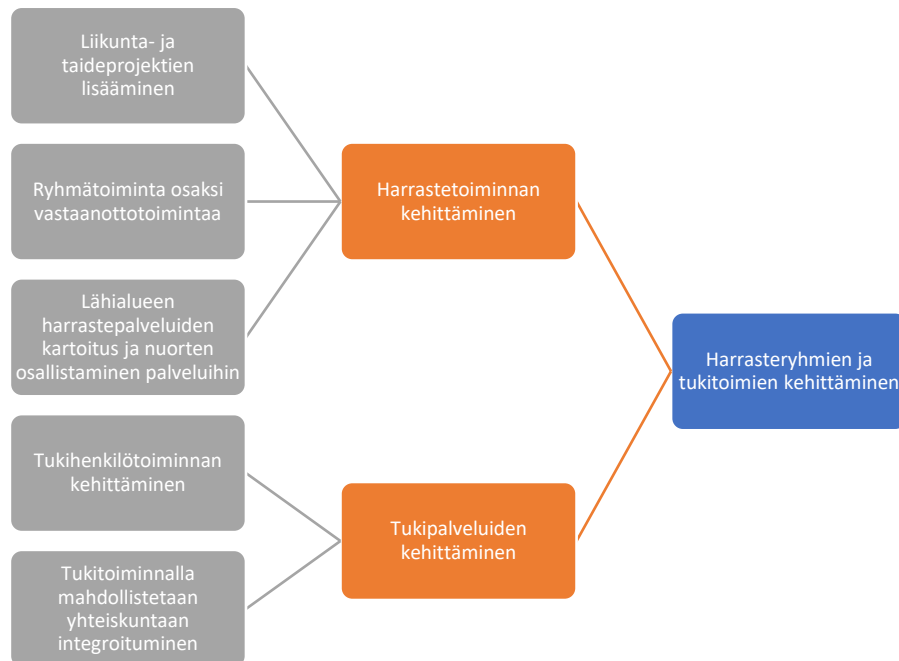 Liikunta- ja
taideprojektien
lisääminen
Ryhmätoiminta osaksi
vastaanottotoimintaa
Lähialueen
harrastepalveluiden
kartoitus ja nuorten
osallistaminen palveluihin
Tukihenkilötoiminnan
kehittäminen
Tukitoiminnalla
mahdollistetaan
yhteiskuntaan
integroituminen
Harrastetoiminnan
kehittäminen
Tukipalveluiden
kehittäminen
Harrasteryhmien ja
tukitoimien kehittäminen